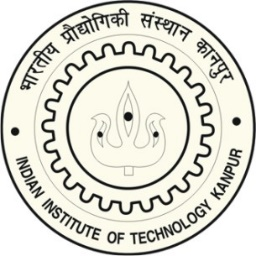 भारतीय प्रौद्योगिकी संस्थान कानपुर
INDIAN INSTITUTE OF TECHNOLOGY KANPUR